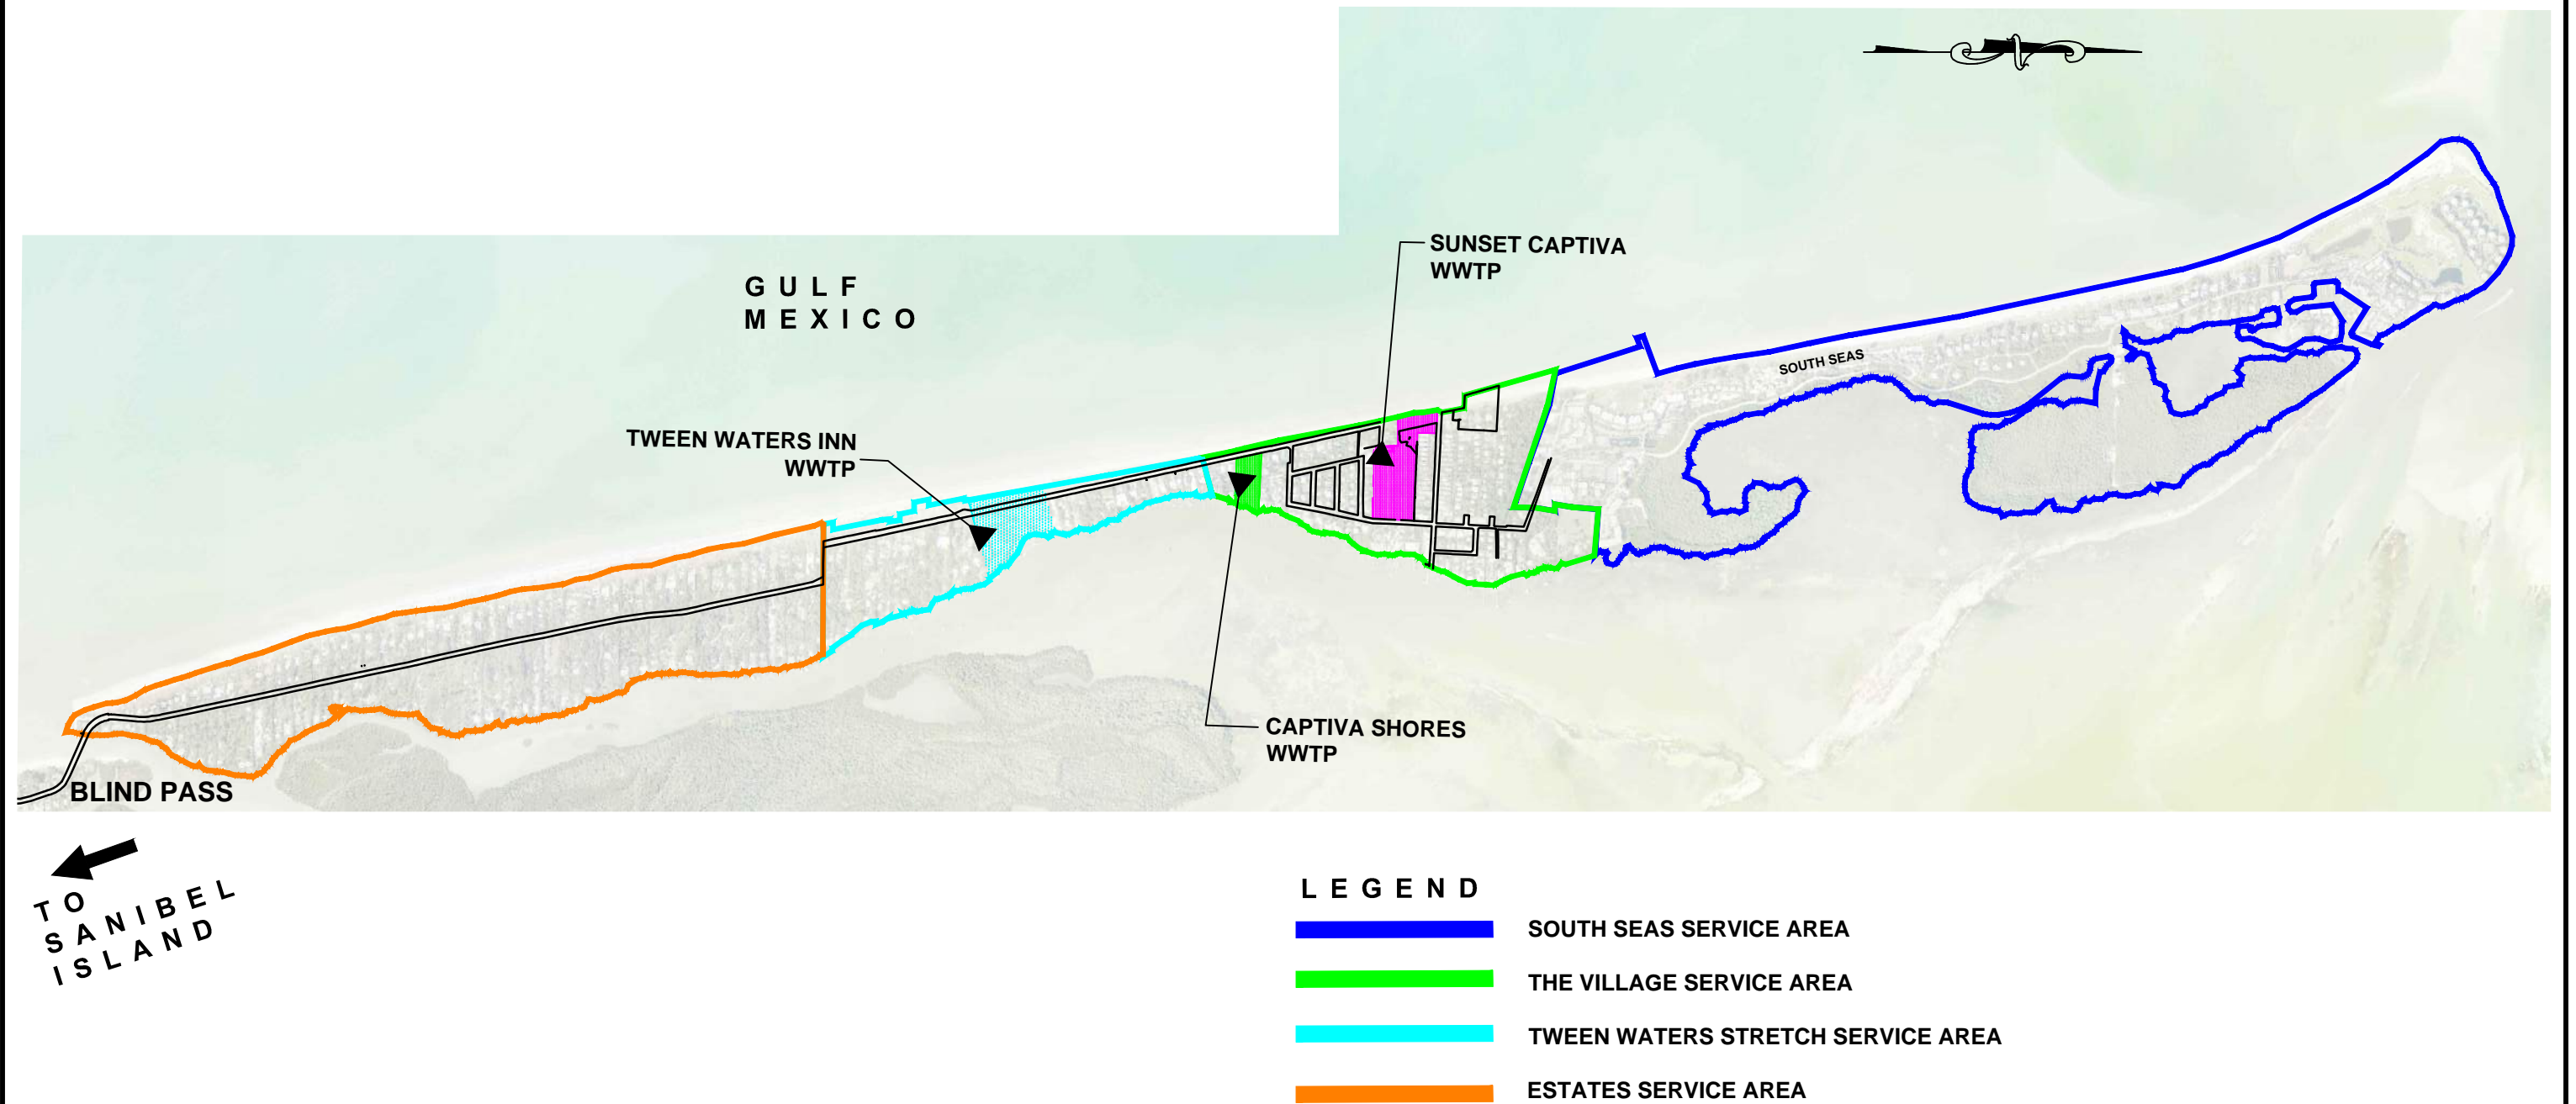 SUNSET CAPTIVA
WWTP
GULF
MEXICO
SOUTH SEAS
TWEEN WATERS INN
WWTP
CAPTIVA SHORES
WWTP
BLIND PASS
TO
SANIBEL
ISLAND
LEGEND
SOUTH SEAS SERVICE AREA
THE VILLAGE SERVICE AREA
TWEEN WATERS STRETCH SERVICE AREA
ESTATES SERVICE AREA